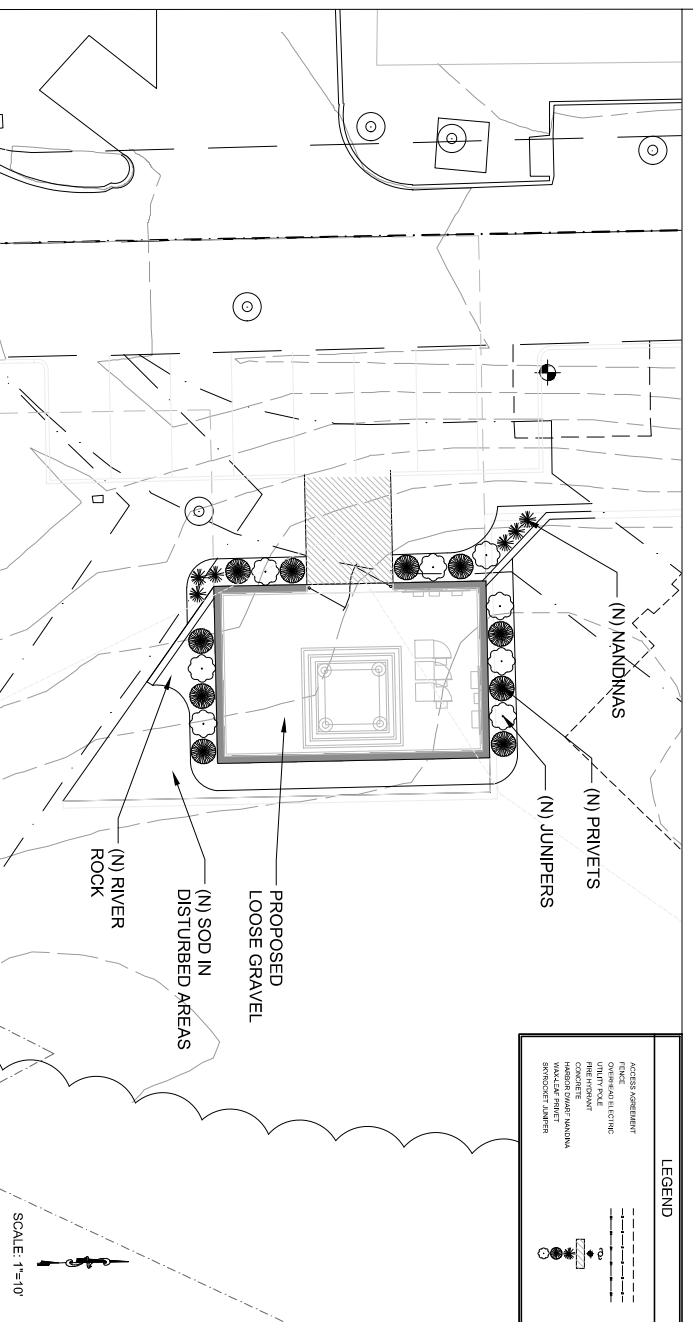 LEGEND
ACCESS AGREEMENT
FENCE
OVERHEAD ELECTRIC
UTILITY POLE
FIRE HYDRANT
CONCRETE
HARBOR DWARF NANDINA
WAX-LEAF PRIVET
SKYROCKET JUNIPER
(N) NANDINAS
(N) PRIVETS
(N) JUNIPERS
PROPOSED
LOOSE GRAVEL
(N) SOD IN
DISTURBED AREAS
(N) RIVER
ROCK
SCALE: 1"=10'